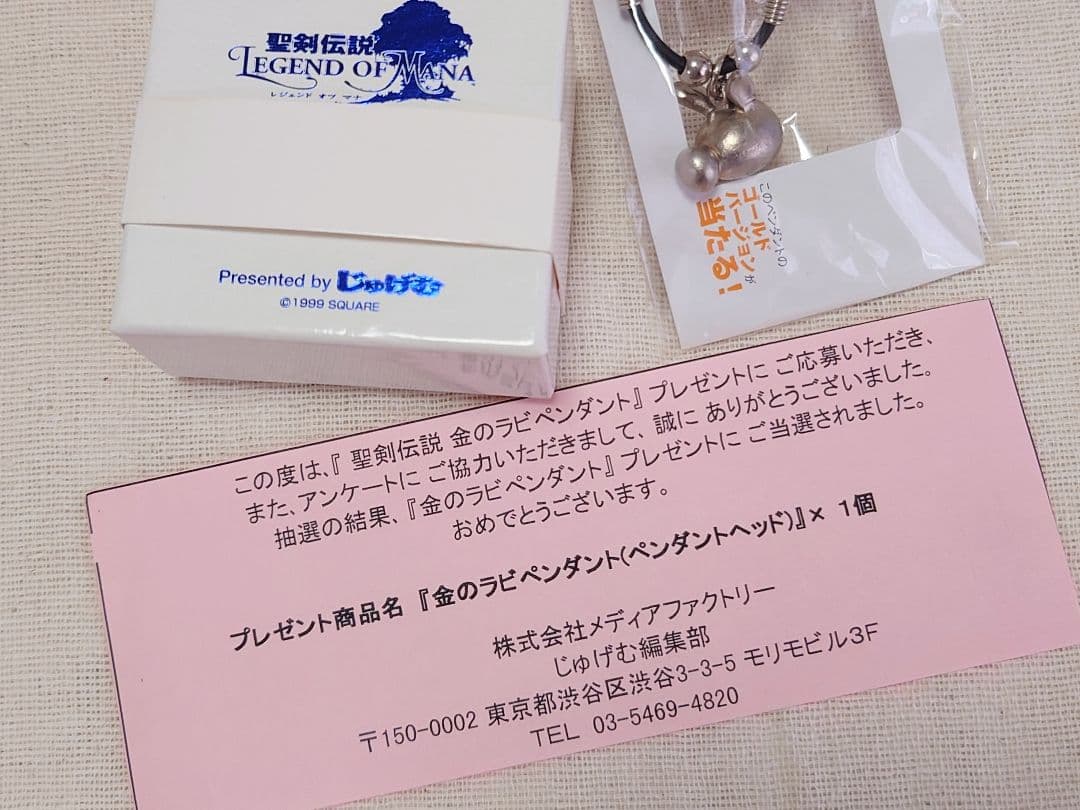 聖剣伝説
LEGEND OF MANA
レジェンド オブ マナ
Presented by じゅげむ
©1999 SQUARE
このペンダントの
ゴールド
バージョンが
当たる!
この度は、『 聖剣伝説 金のラビペンダント』 プレゼントに ご応募いただき、
また、アンケートに ご協力いただきまして、誠に ありがとうございました。
抽選の結果、『金のラビペンダント』 プレゼントに ご当選されました。
おめでとうございます。
プレゼント商品名 『金のラビペンダント(ペンダントヘッド)』× 1個
株式会社メディアファクトリー
じゅげむ編集部
〒150-0002 東京都渋谷区渋谷3-3-5 モリモビル3F
TEL 03-5469-4820